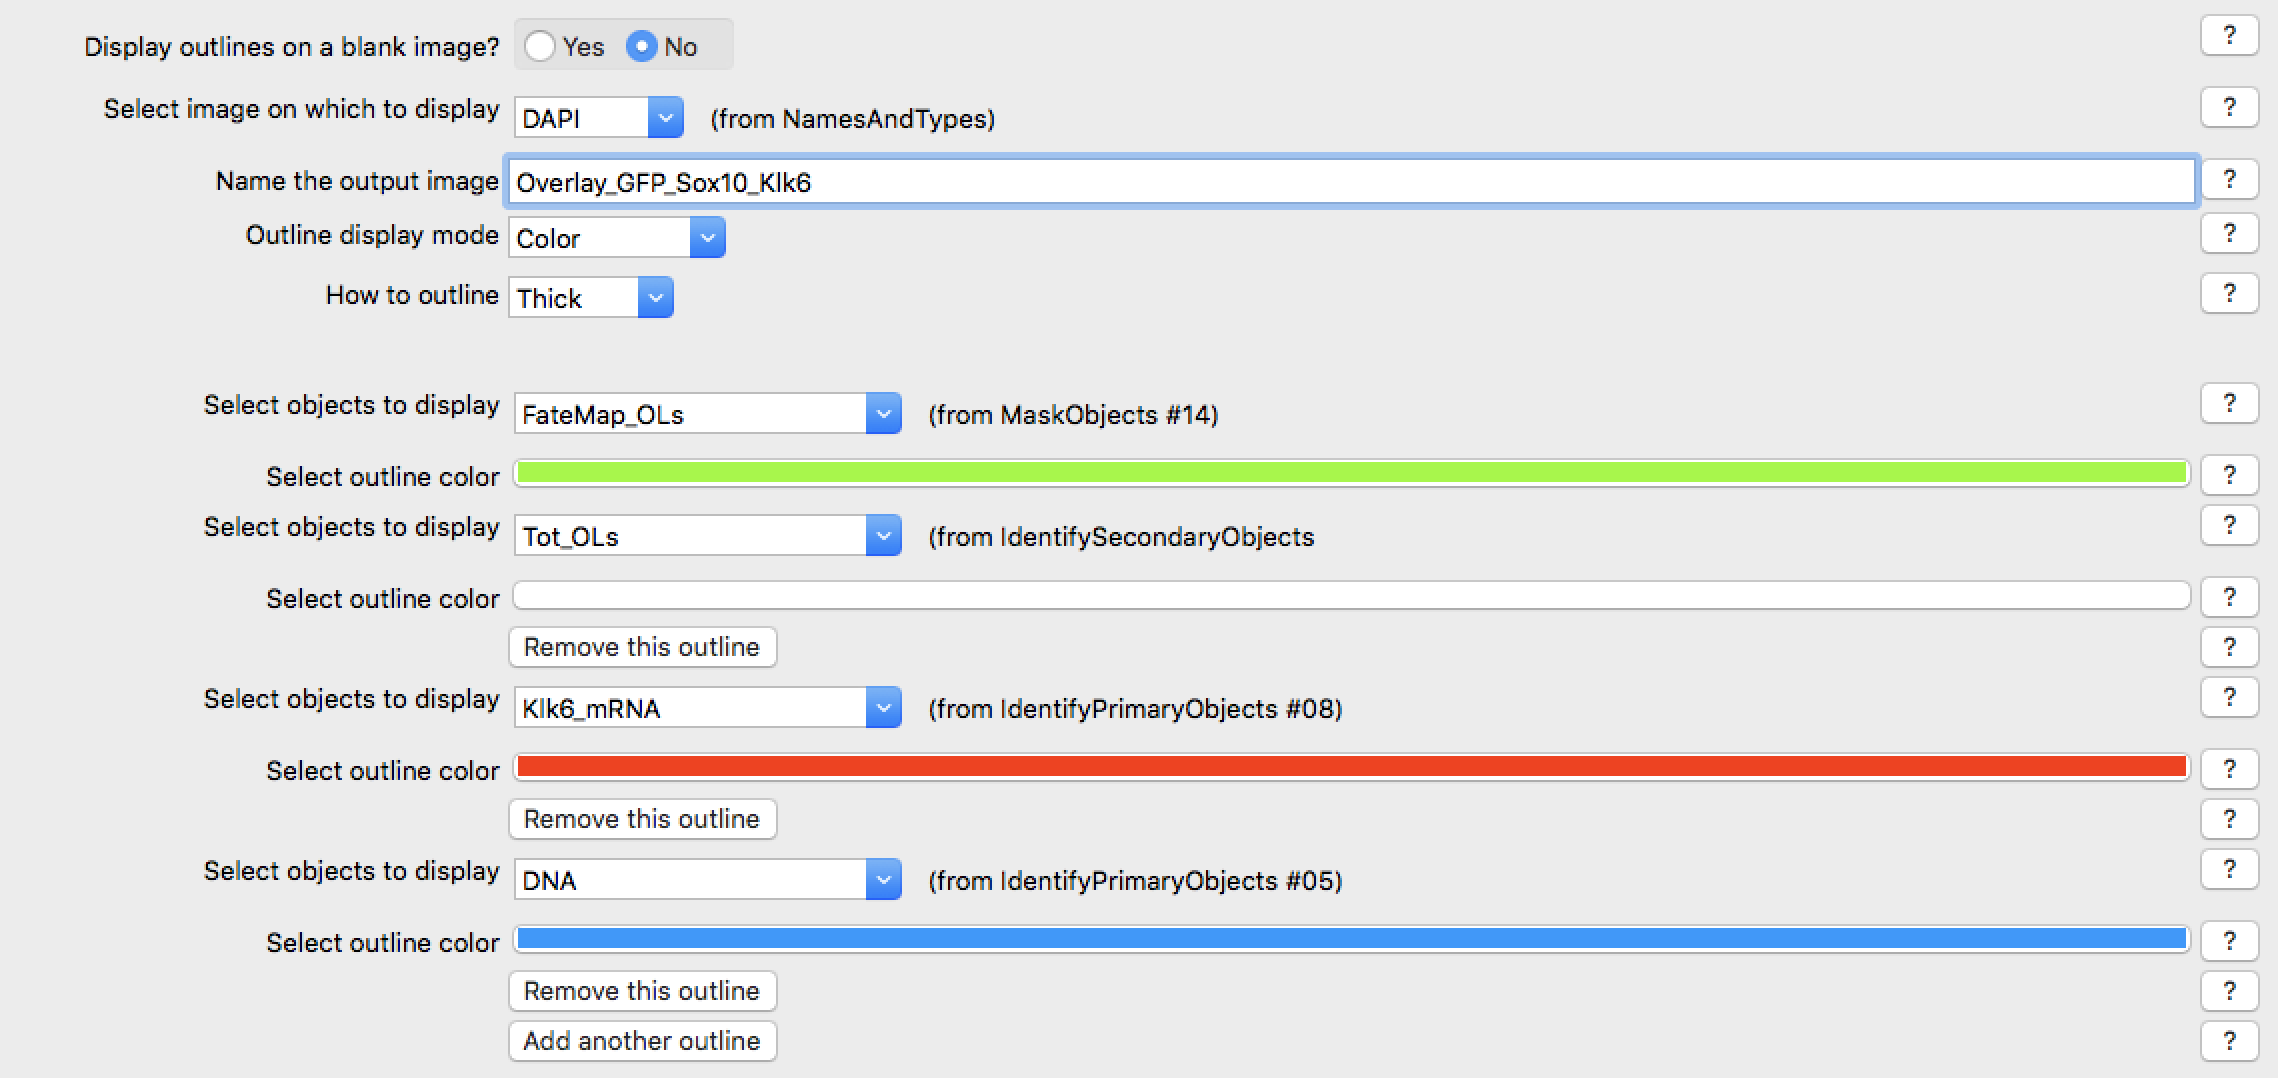 Display outlines on a blank image? Yes No ?
Select image on which to display DAPI (from NamesAndTypes) ?
Name the output image Overlay_GFP_Sox10_Klk6 ?
Outline display mode Color ?
How to outline Thick ?
Select objects to display FateMap_OLs (from MaskObjects #14) ?
Select outline color ?
Select objects to display Tot_OLs (from IdentifySecondaryObjects ?
Select outline color ?
Remove this outline ?
Select objects to display Klk6_mRNA (from IdentifyPrimaryObjects #08) ?
Select outline color ?
Remove this outline ?
Select objects to display DNA (from IdentifyPrimaryObjects #05) ?
Select outline color ?
Remove this outline ?
Add another outline ?